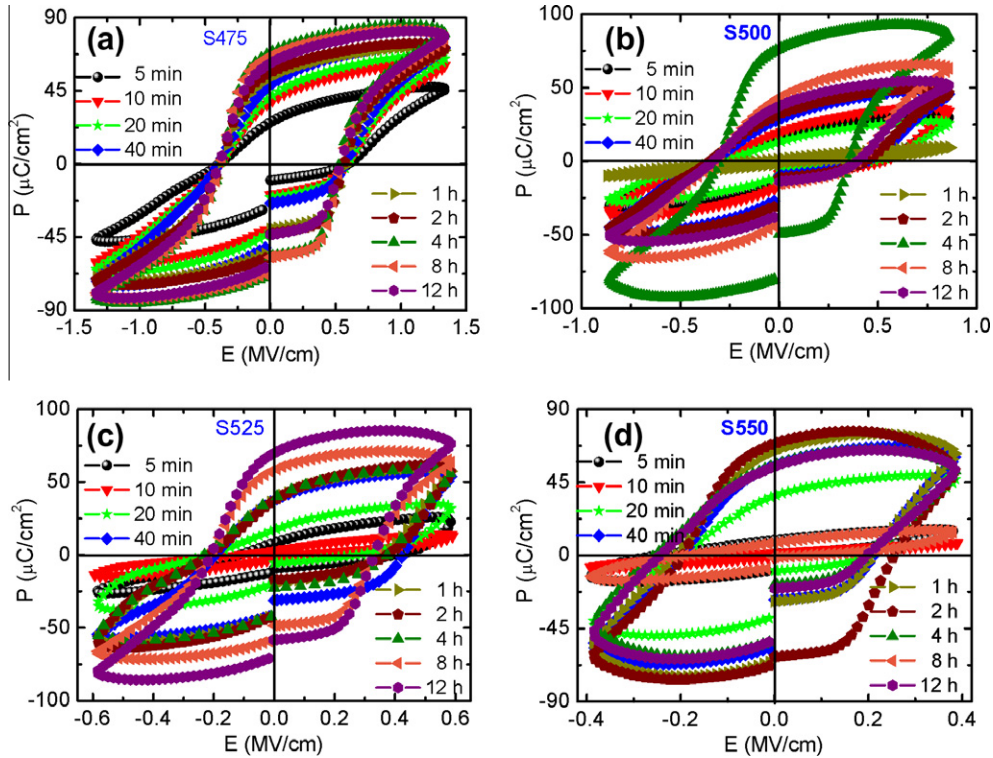 (a)
S475
5 min
10 min
20 min
40 min
1 h
2 h
4 h
8 h
12 h
90
45
0
-45
-90
P (μC/cm²)
-1.5 -1.0 -0.5 0.0 0.5 1.0 1.5
E (MV/cm)
(b)
S500
5 min
10 min
20 min
40 min
1 h
2 h
4 h
8 h
12 h
100
50
0
-50
-100
P (μC/cm²)
-1.0 -0.5 0.0 0.5 1.0
E (MV/cm)
(c)
S525
5 min
10 min
20 min
40 min
1 h
2 h
4 h
8 h
12 h
100
50
0
-50
-100
P (μC/cm²)
-0.6 -0.4 -0.2 0.0 0.2 0.4 0.6
E (MV/cm)
(d)
S550
5 min
10 min
20 min
40 min
1 h
2 h
4 h
8 h
12 h
90
45
0
-45
-90
P (μC/cm²)
-0.4 -0.2 0.0 0.2 0.4
E (MV/cm)